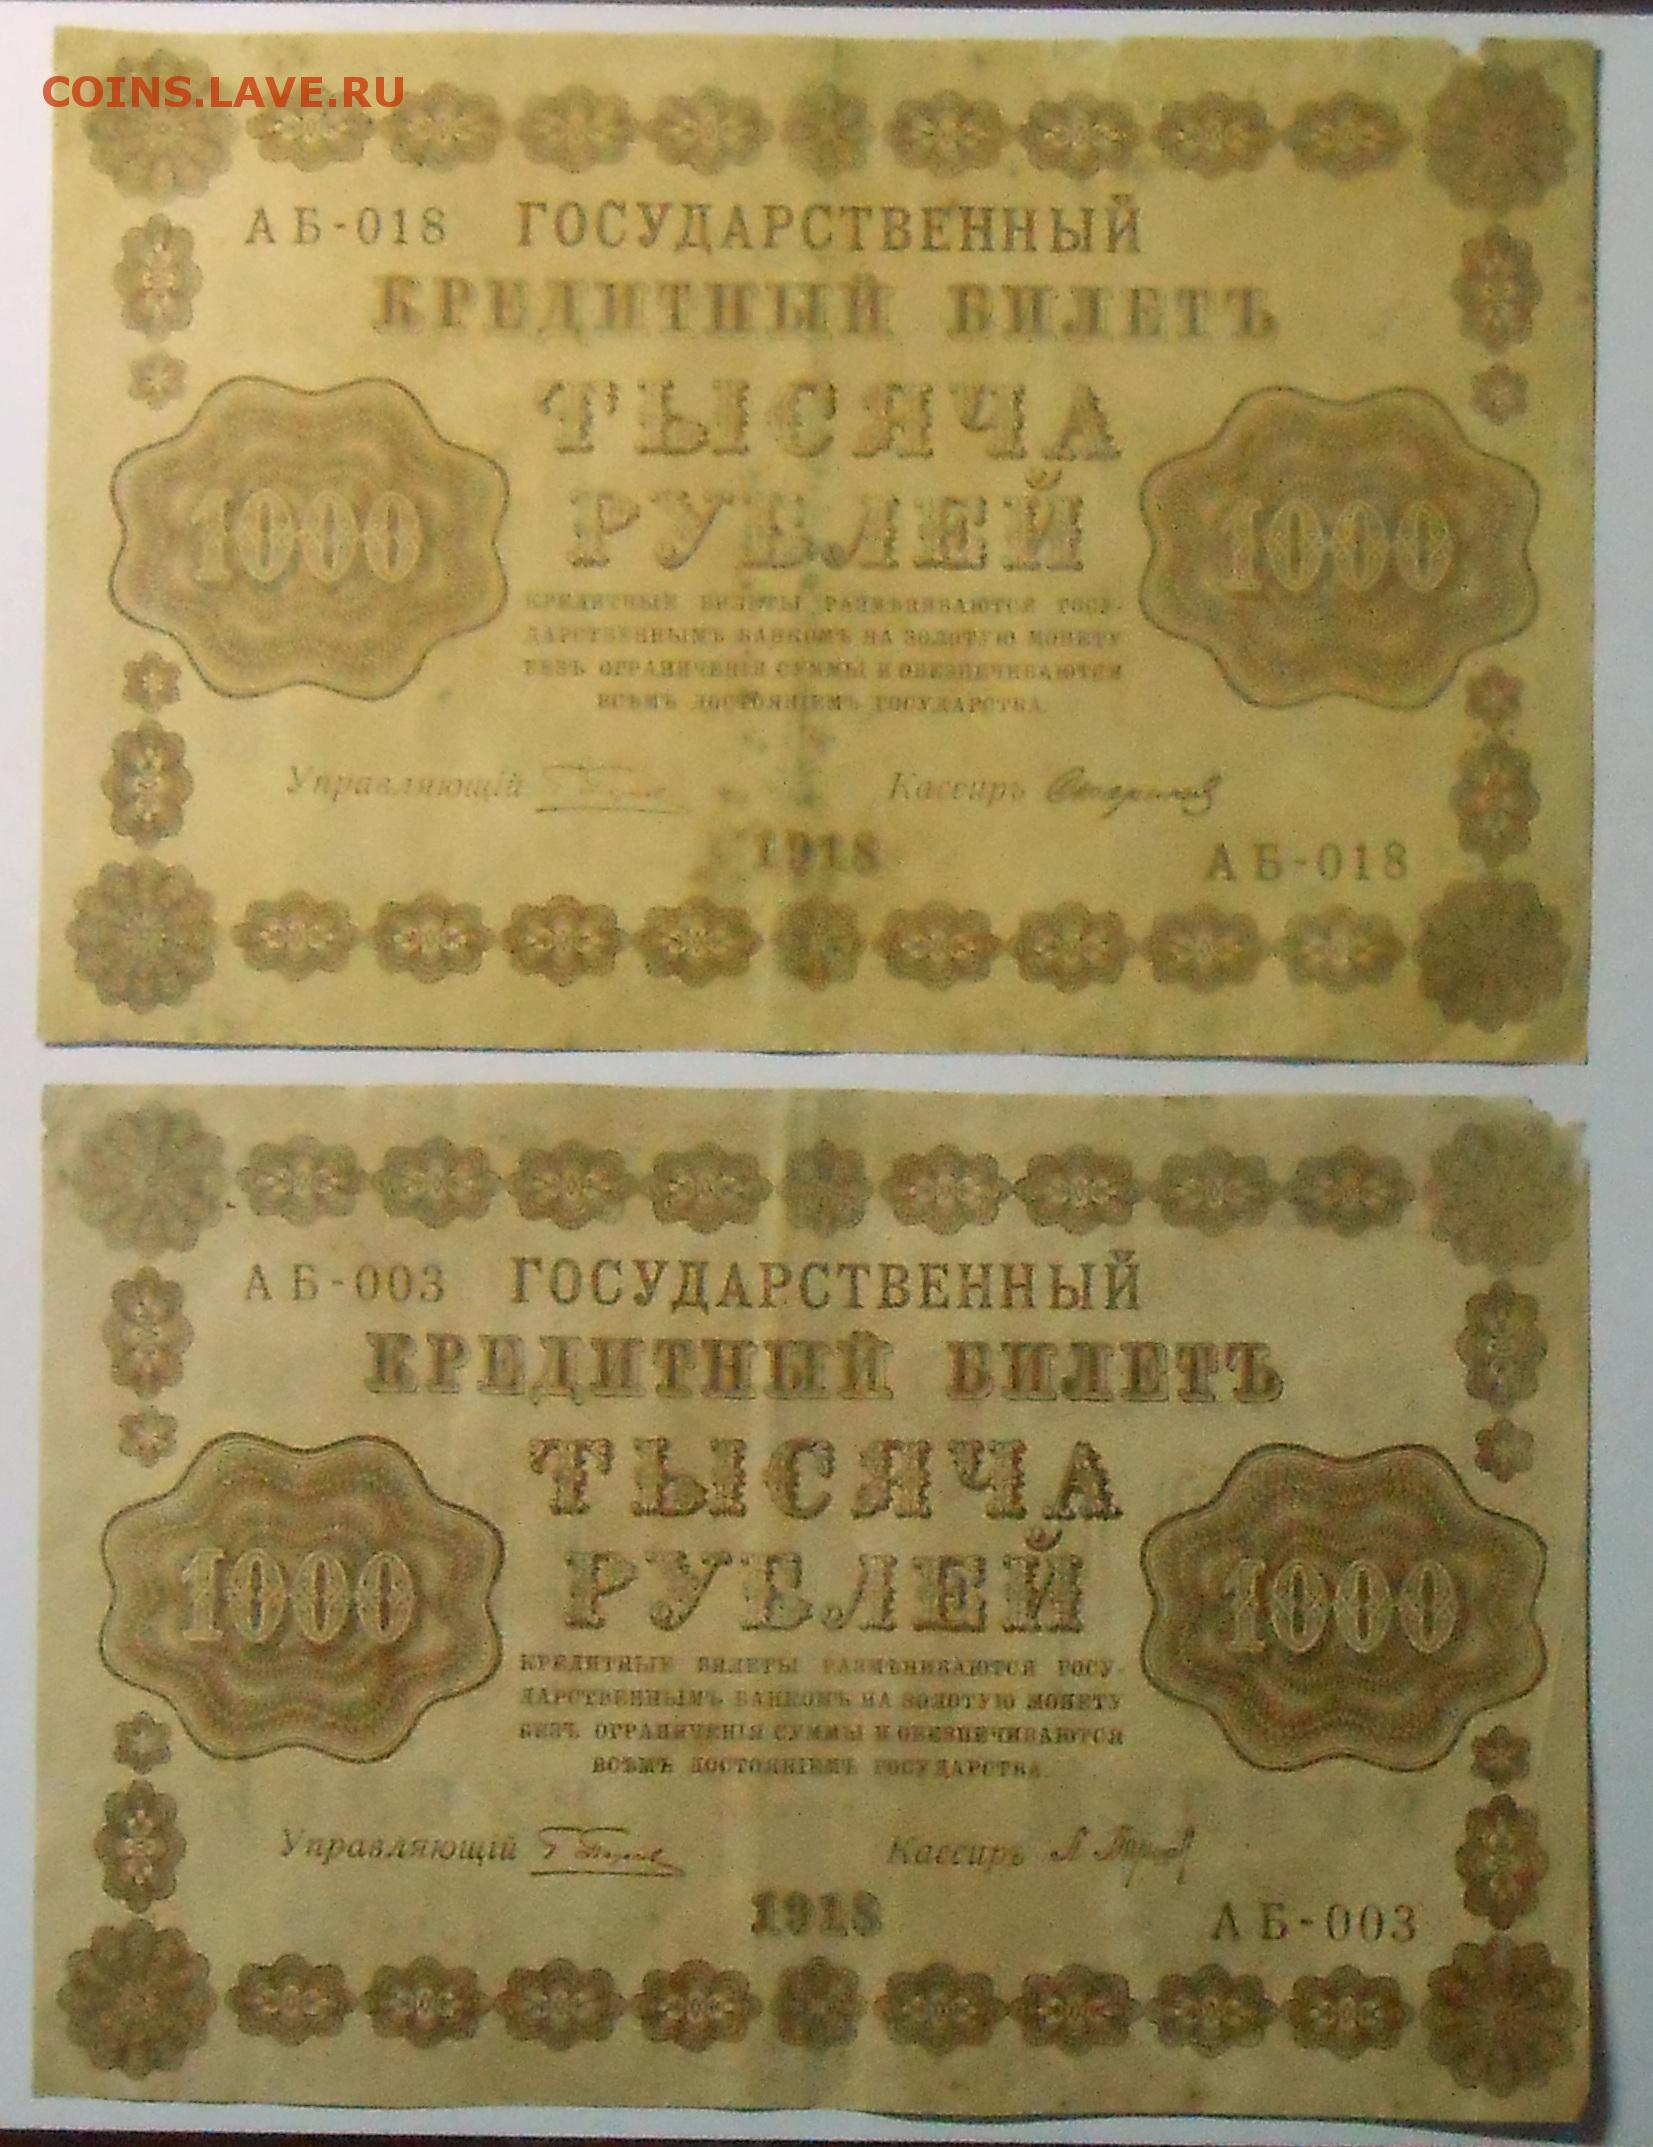 COINS.LAVE.RU
АБ-018 ГОСУДАРСТВЕННЫЙ
КРЕДИТНЫЙ БИЛЕТЪ
ТЫСЯЧА
РУБЛЕЙ
1000 1000
КРЕДИТНЫЕ БИЛЕТЫ РАЗМѢНИВАЮТСЯ ГОСУ-
ДАРСТВЕННЫМЪ БАНКОМЪ НА ЗОЛОТУЮ МОНЕТУ
БЕЗЪ ОГРАНИЧЕНІЯ СУММЫ И ОБЕЗПЕЧИВАЮТСЯ
ВСѢМЪ ДОСТОЯНІЕМЪ ГОСУДАРСТВА.
Управляющій Кассиръ
1918
АБ-018
АБ-003 ГОСУДАРСТВЕННЫЙ
КРЕДИТНЫЙ БИЛЕТЪ
ТЫСЯЧА
РУБЛЕЙ
1000 1000
КРЕДИТНЫЕ БИЛЕТЫ РАЗМѢНИВАЮТСЯ ГОСУ-
ДАРСТВЕННЫМЪ БАНКОМЪ НА ЗОЛОТУЮ МОНЕТУ
БЕЗЪ ОГРАНИЧЕНІЯ СУММЫ И ОБЕЗПЕЧИВАЮТСЯ
ВСѢМЪ ДОСТОЯНІЕМЪ ГОСУДАРСТВА.
Управляющій Кассиръ
1918
АБ-003